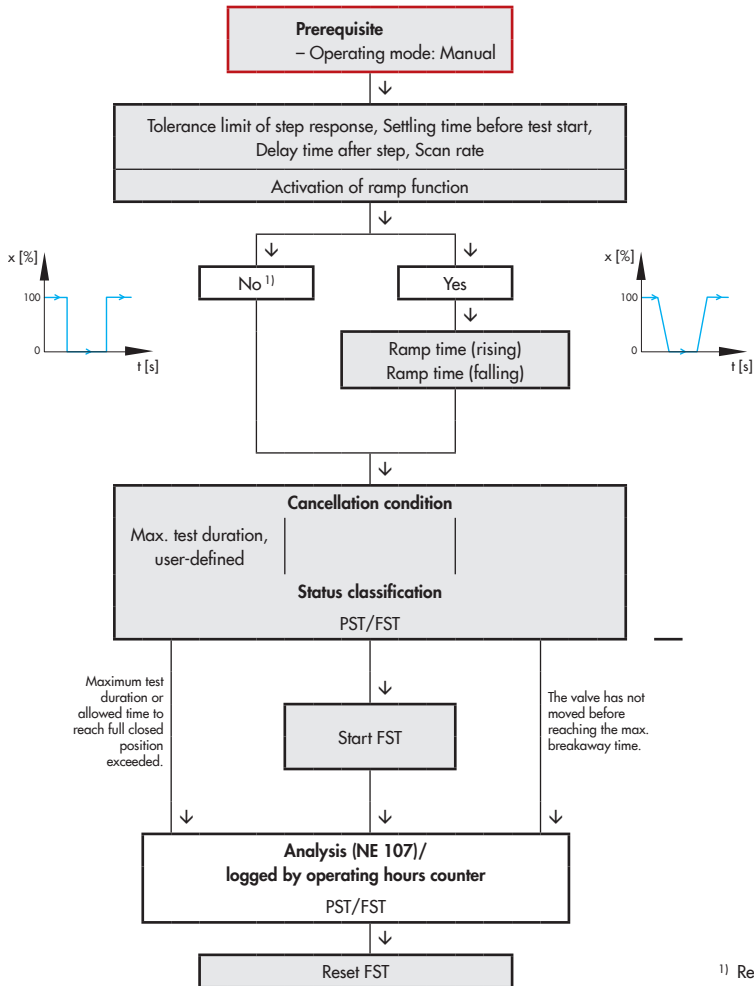 Prerequisite
– Operating mode: Manual
Tolerance limit of step response, Settling time before test start,
Delay time after step, Scan rate
Activation of ramp function
x [%]
100
0
t [s]
No 1)
Yes
x [%]
100
0
t [s]
Ramp time (rising)
Ramp time (falling)
Cancellation condition
Max. test duration,
user-defined
Status classification
PST/FST
Maximum test
duration or
allowed time to
reach full closed
position
exceeded.
Start FST
The valve has not
moved before
reaching the max.
breakaway time.
Analysis (NE 107)/
logged by operating hours counter
PST/FST
Reset FST
1) Re